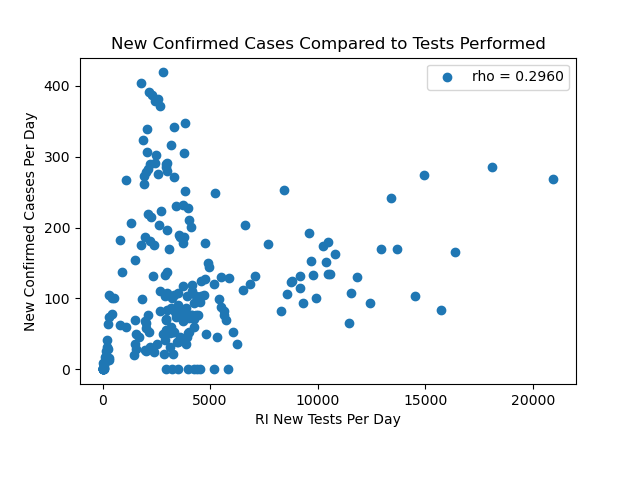 New Confirmed Cases Compared to Tests Performed
rho = 0.2960
New Confirmed Caeses Per Day
400
300
200
100
0
0
5000
10000
15000
20000
RI New Tests Per Day